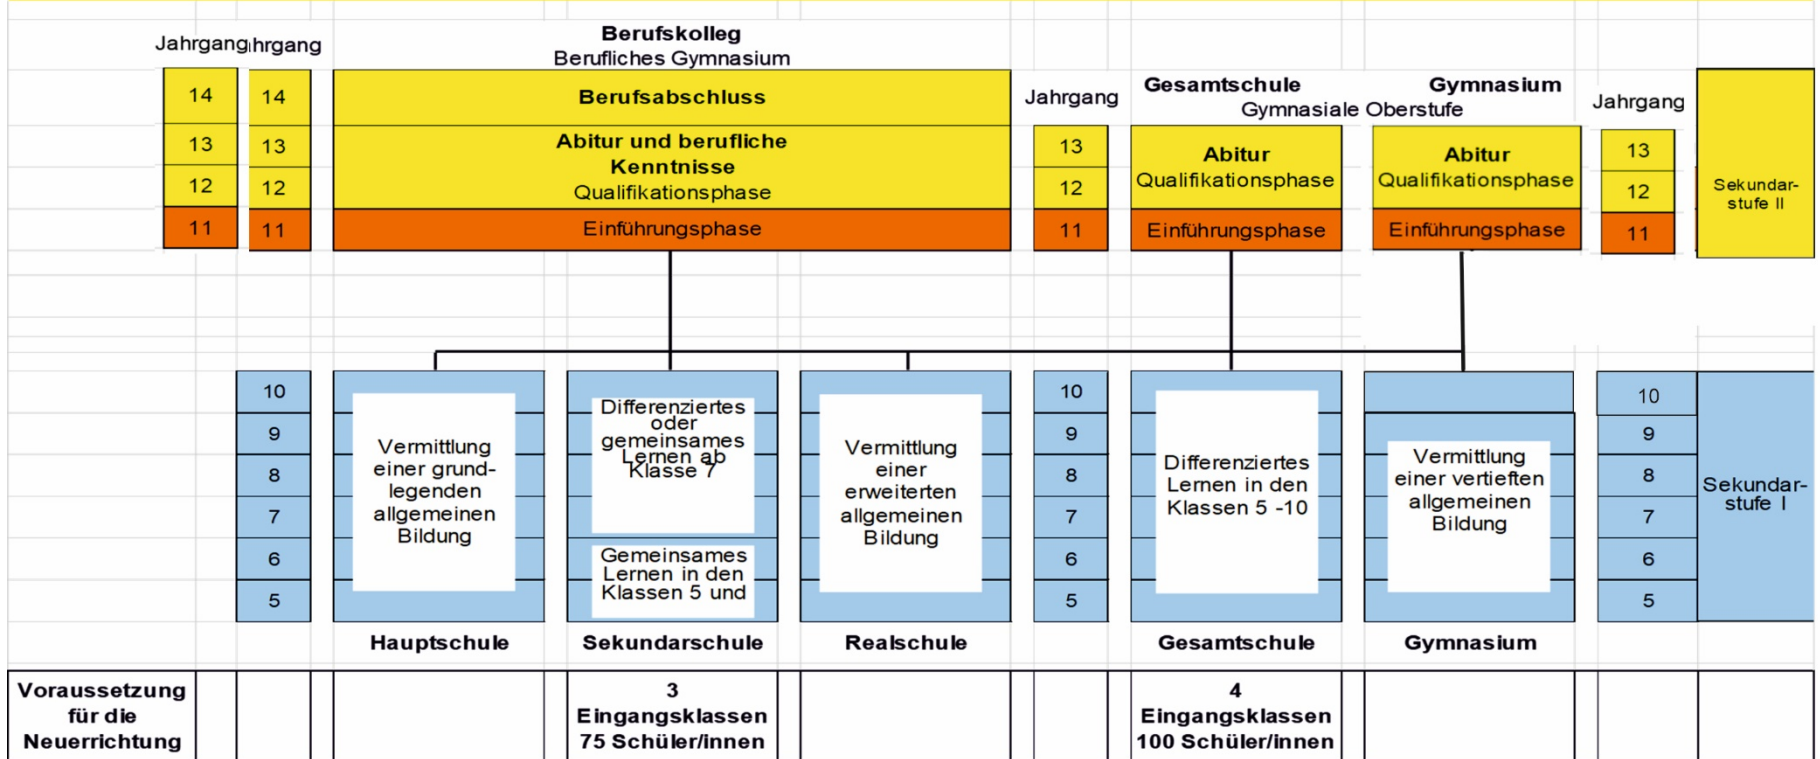 Jahrgang
hrgang
Berufskolleg
Berufliches Gymnasium
14
14
Berufsabschluss
13
13
Abitur und berufliche
Kenntnisse
12
12
Qualifikationsphase
11
11
Einführungsphase
Jahrgang
13
12
11
Gesamtschule
Gymnasium
Gymnasiale Oberstufe
Abitur
Qualifikationsphase
Einführungsphase
Abitur
Qualifikationsphase
Einführungsphase
Jahrgang
13
12
11
Sekundar-
stufe II
10
9
8
7
6
5
Vermittlung
einer grund-
legenden
allgemeinen
Bildung
Hauptschule
Differenziertes
oder
gemeinsames
Lernen ab
Klasse 7
Gemeinsames
Lernen in den
Klassen 5 und
Sekundarschule
Vermittlung
einer
erweiterten
allgemeinen
Bildung
Realschule
10
9
8
7
6
5
Differenziertes
Lernen in den
Klassen 5 -10
Gesamtschule
Vermittlung
einer vertieften
allgemeinen
Bildung
Gymnasium
10
9
8
7
6
5
Sekundar-
stufe I
Voraussetzung
für die
Neuerrichtung
3
Eingangsklassen
75 Schüler/innen
4
Eingangsklassen
100 Schüler/innen